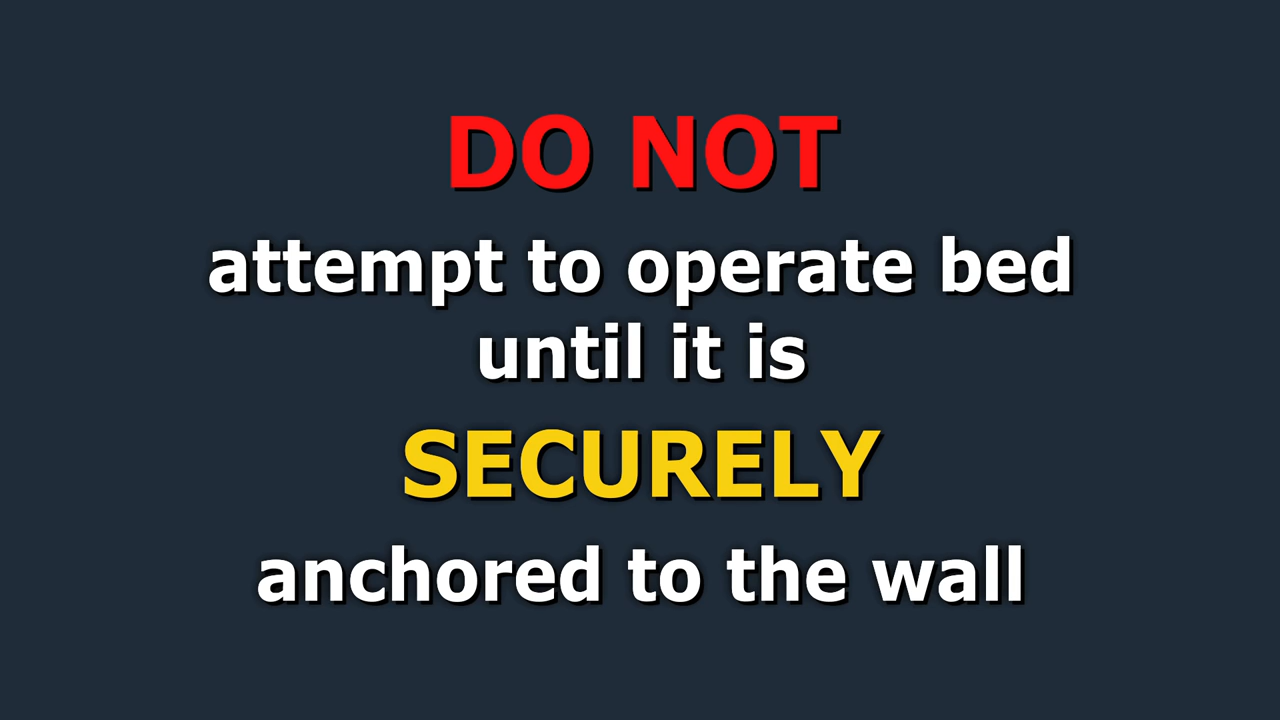 DO NOT
attempt to operate bed
until it is
SECURELY
anchored to the wall